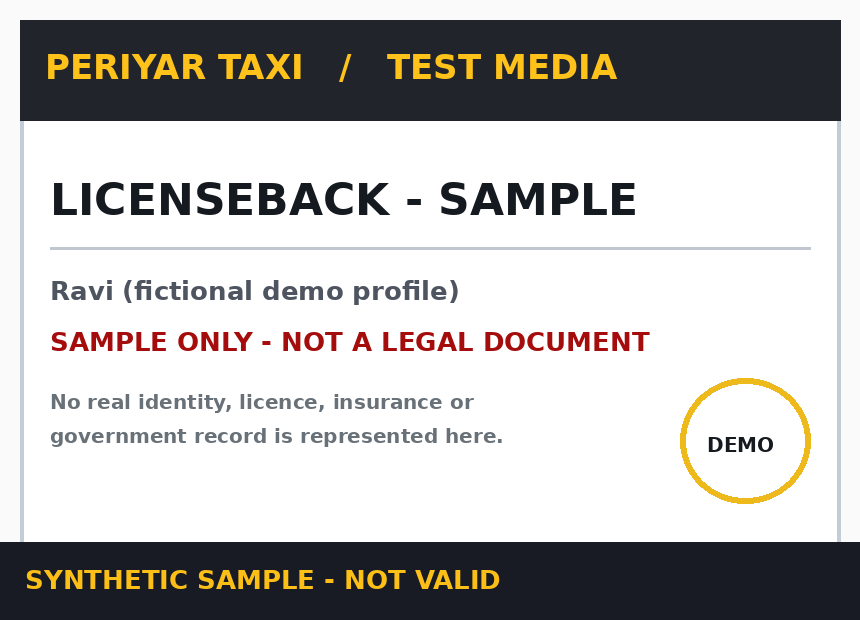 PERIYAR TAXI / TEST MEDIA
LICENSEBACK - SAMPLE
Ravi (fictional demo profile)
SAMPLE ONLY - NOT A LEGAL DOCUMENT
No real identity, licence, insurance or
government record is represented here.
DEMO
SYNTHETIC SAMPLE - NOT VALID